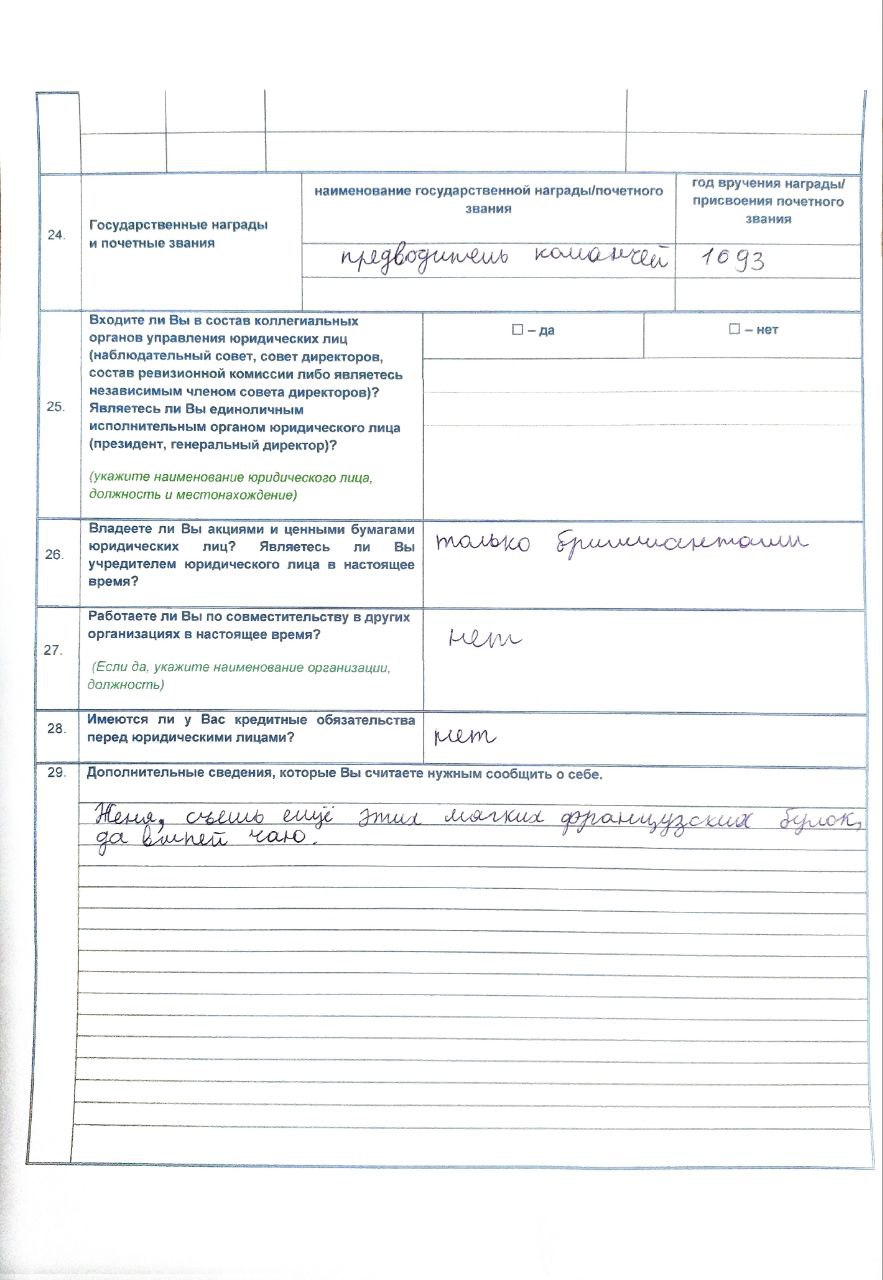 наименование государственной награды/почетного
звания
год вручения награды/
присвоения почетного
звания
24.
Государственные награды
и почетные звания
предводитель команчей
1693
25.
Входите ли Вы в состав коллегиальных
органов управления юридических лиц
(наблюдательный совет, совет директоров,
состав ревизионной комиссии либо являетесь
независимым членом совета директоров)?
Являетесь ли Вы единоличным
исполнительным органом юридического лица
(президент, генеральный директор)?
(укажите наименование юридического лица,
должность и местонахождение)
☐ – да
☐ – нет
26.
Владеете ли Вы акциями и ценными бумагами
юридических лиц? Являетесь ли Вы
учредителем юридического лица в настоящее
время?
только бриллиантами
27.
Работаете ли Вы по совместительству в других
организациях в настоящее время?
(Если да, укажите наименование организации,
должность)
нет
28.
Имеются ли у Вас кредитные обязательства
перед юридическими лицами?
нет
29.
Дополнительные сведения, которые Вы считаете нужным сообщить о себе.
Женя, съешь ещё этих мягких французских булок,
да выпей чаю.